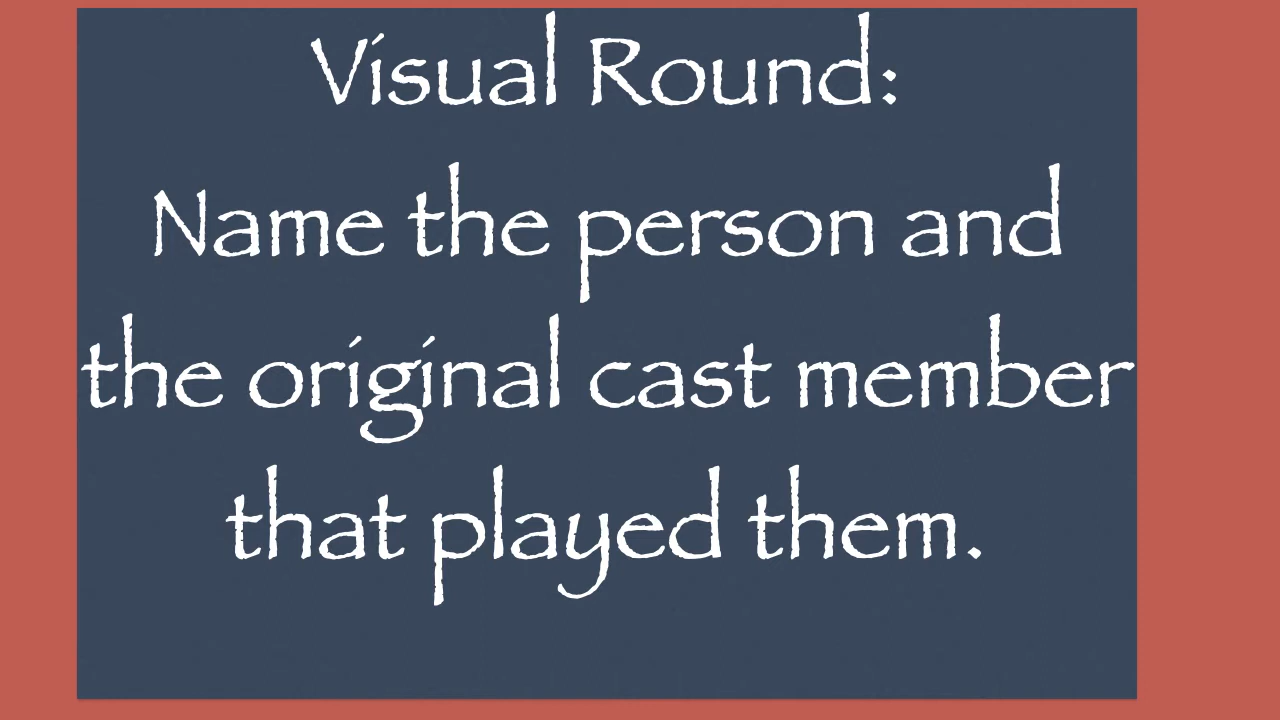 Visual Round:
Name the person and
the original cast member
that played them.